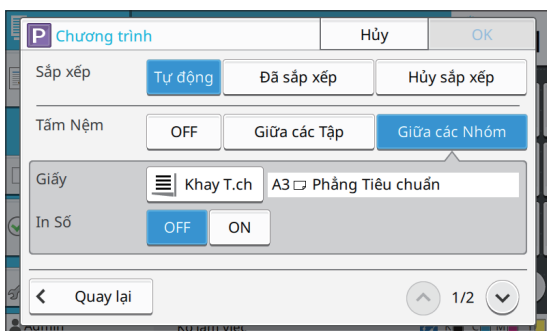 P Chương trình Hủy OK
Sắp xếp Tự động Đã sắp xếp Hủy sắp xếp
Tấm Nệm OFF Giữa các Tập Giữa các Nhóm
Giấy Khay T.ch A3 Phẳng Tiêu chuẩn
In Số OFF ON
Quay lại 1/2
Admin